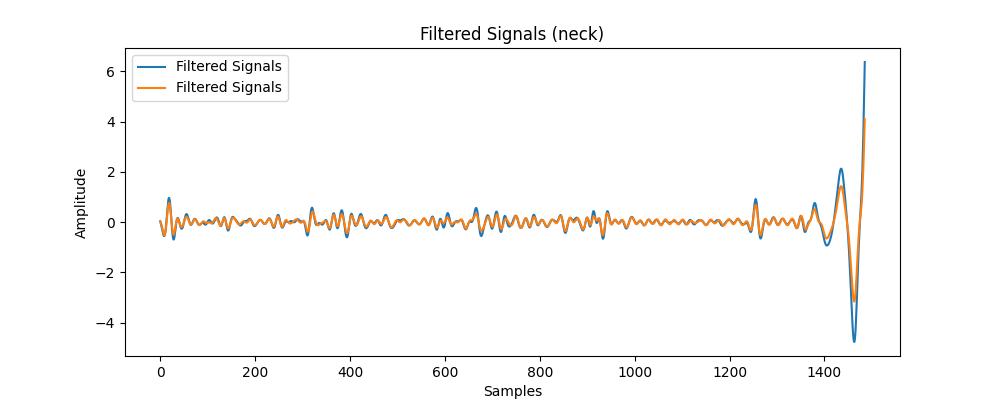 Filtered Signals (neck)
Filtered Signals
Filtered Signals
6
4
2
0
−2
−4
Amplitude
0 200 400 600 800 1000 1200 1400
Samples